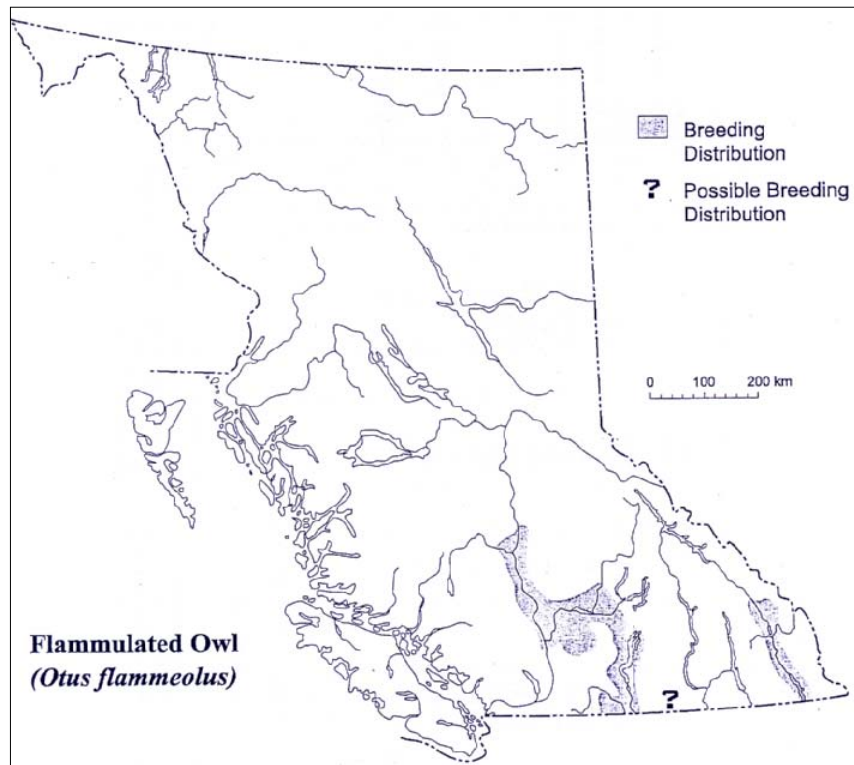 Breeding
Distribution
? Possible Breeding
Distribution
0 100 200 km
Flammulated Owl
(Otus flammeolus)
?